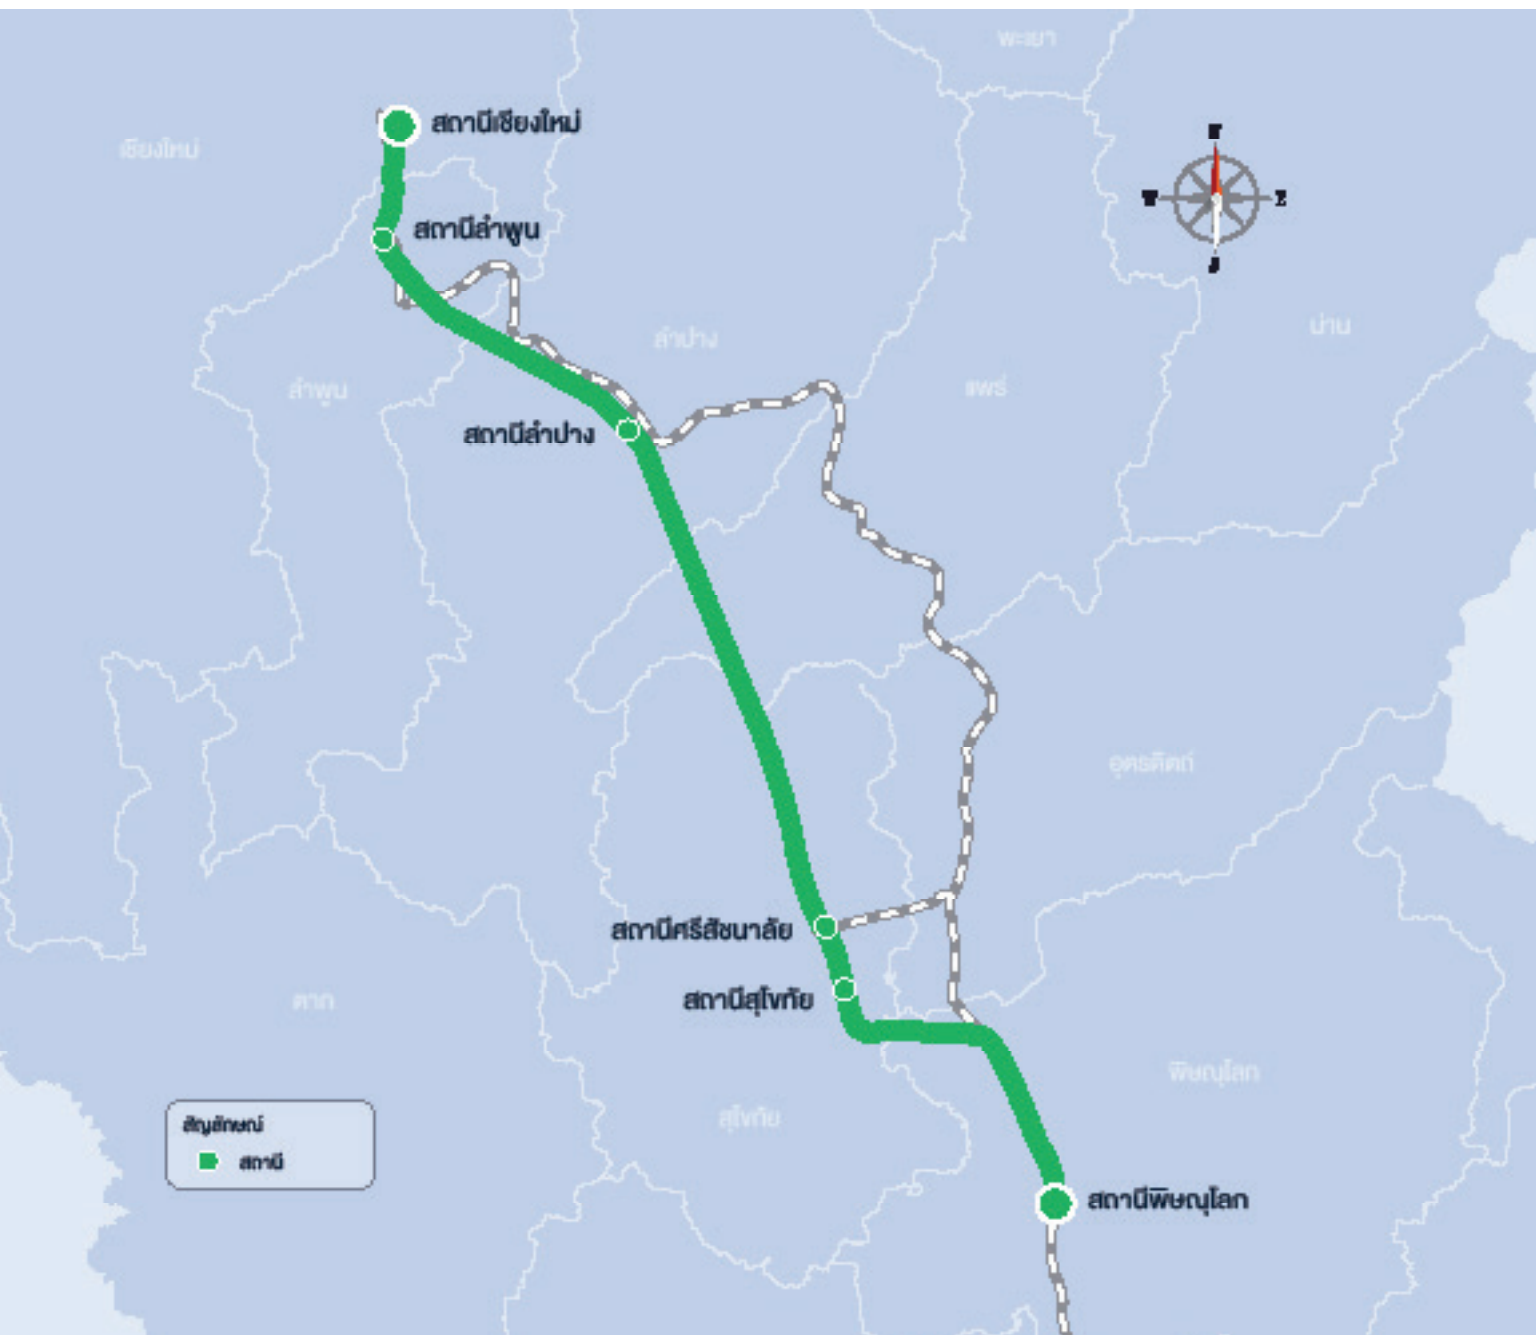 พะเยา
สถานีเชียงใหม่
เชียงใหม่
สถานีลำพูน
น่าน
ลำปาง
ลำพูน
แพร่
สถานีลำปาง
อุตรดิตถ์
สถานีศรีสัชนาลัย
สถานีสุโขทัย
ตาก
พิษณุโลก
สุโขทัย
สัญลักษณ์
สถานี
สถานีพิษณุโลก